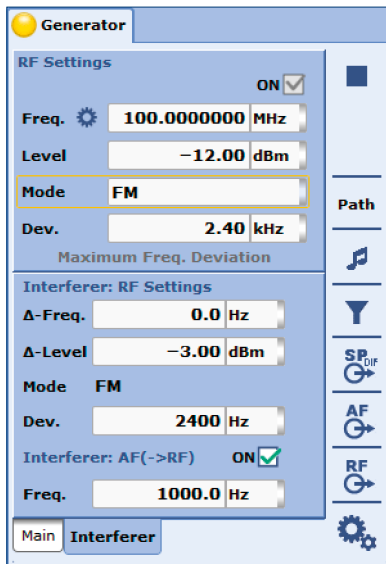 Generator
RF Settings
ON
Freq. 100.0000000 MHz
Level −12.00 dBm
Mode FM
Path
Dev. 2.40 kHz
Maximum Freq. Deviation
Interferer: RF Settings
Δ-Freq. 0.0 Hz
Δ-Level −3.00 dBm
SP DIF
Mode FM
Dev. 2400 Hz
AF
Interferer: AF(->RF) ON
RF
Freq. 1000.0 Hz
Main Interferer